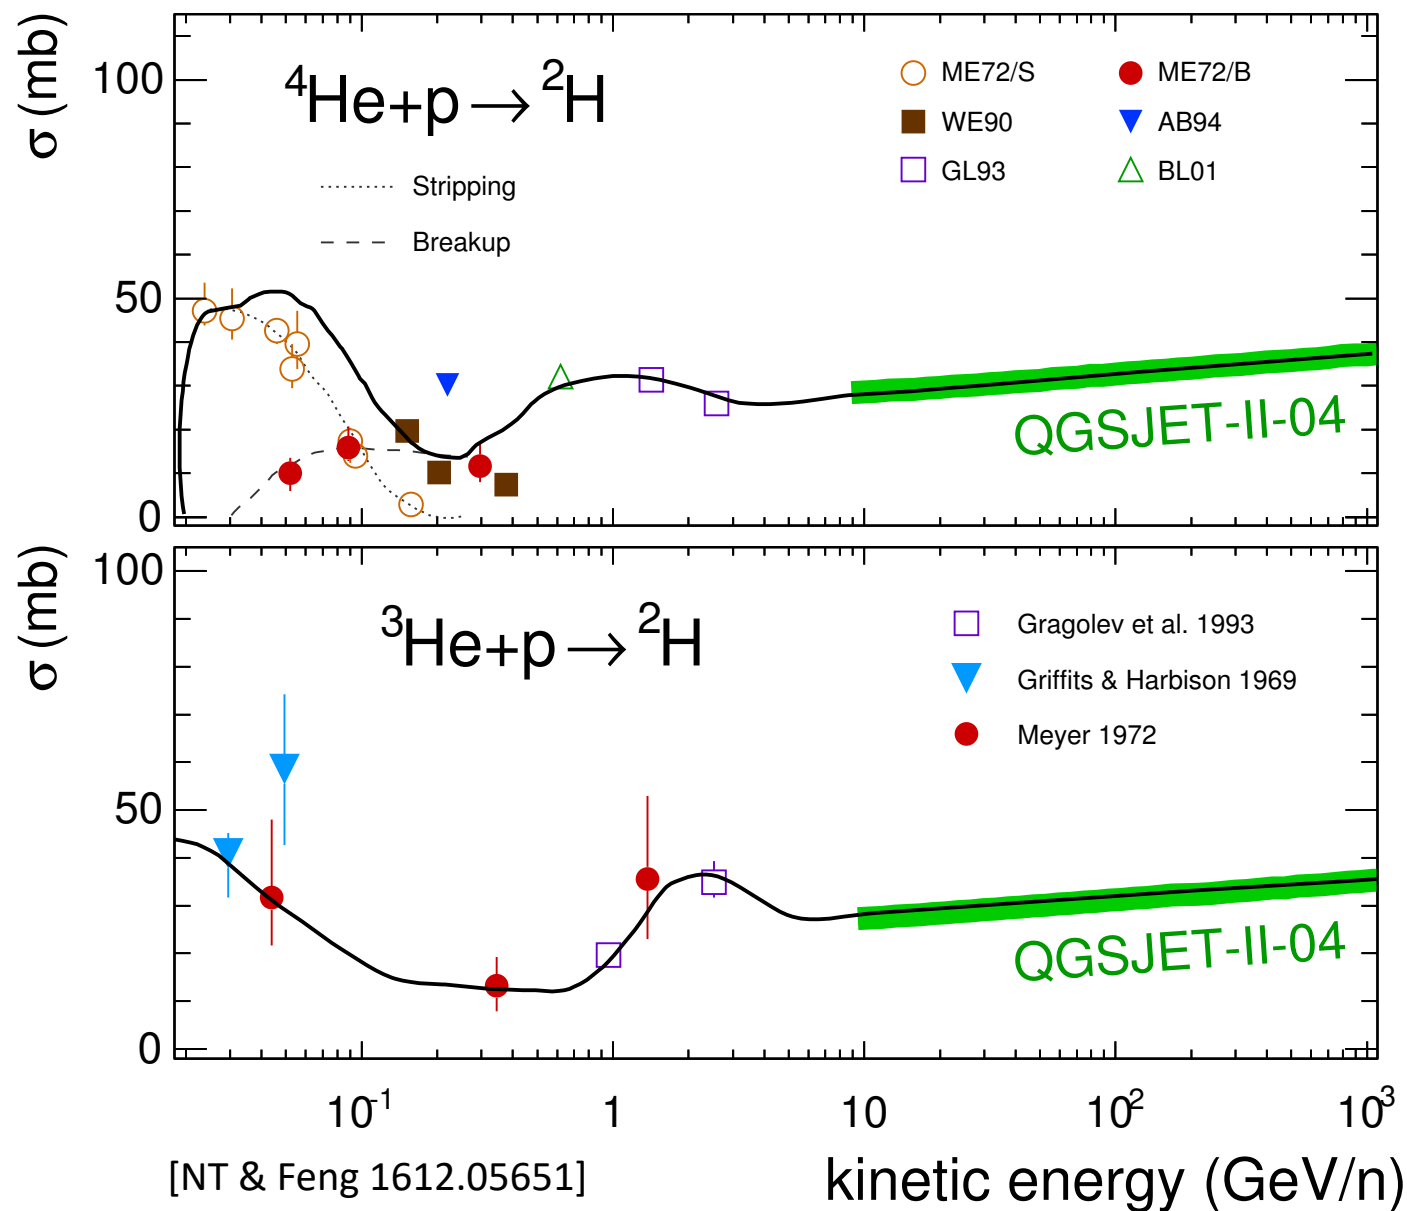 σ (mb)
100
50
0
⁴He+p → ²H
Stripping
Breakup
ME72/S
ME72/B
WE90
AB94
GL93
BL01
QGSJET-II-04
σ (mb)
100
50
0
³He+p → ²H
Gragolev et al. 1993
Griffits & Harbison 1969
Meyer 1972
QGSJET-II-04
10⁻¹ 1 10 10² 10³
[NT & Feng 1612.05651]
kinetic energy (GeV/n)